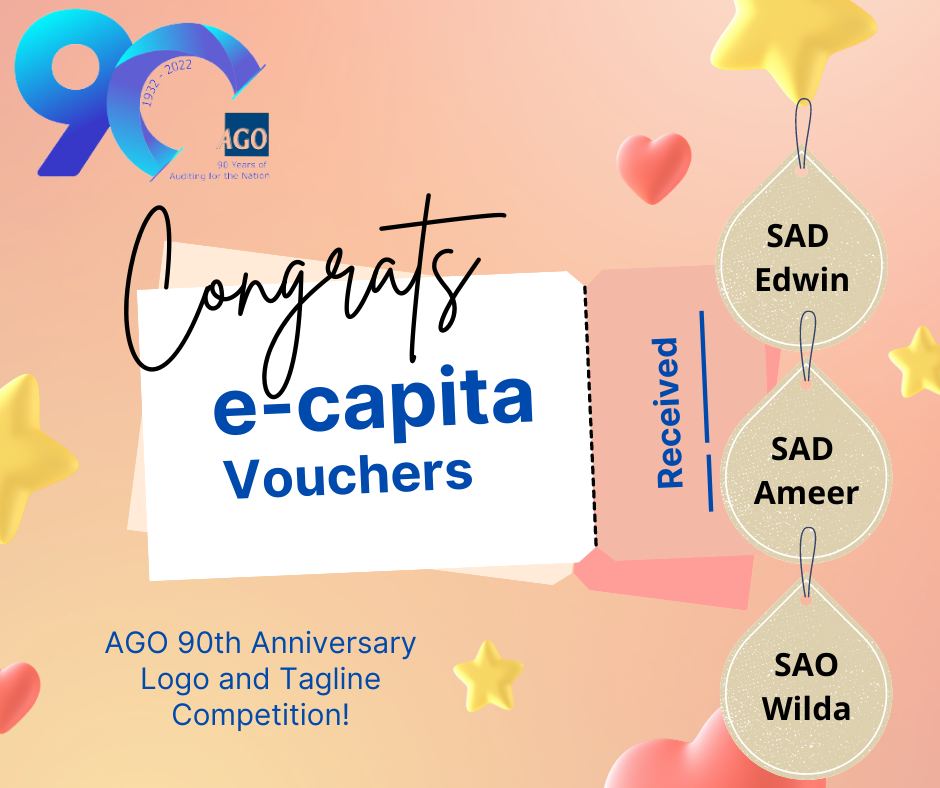 90
1932 - 2022
AGO
90 Years of
Auditing for the Nation
Congrats
e-capita
Vouchers
Received
SAD
Edwin
SAD
Ameer
SAO
Wilda
AGO 90th Anniversary
Logo and Tagline
Competition!